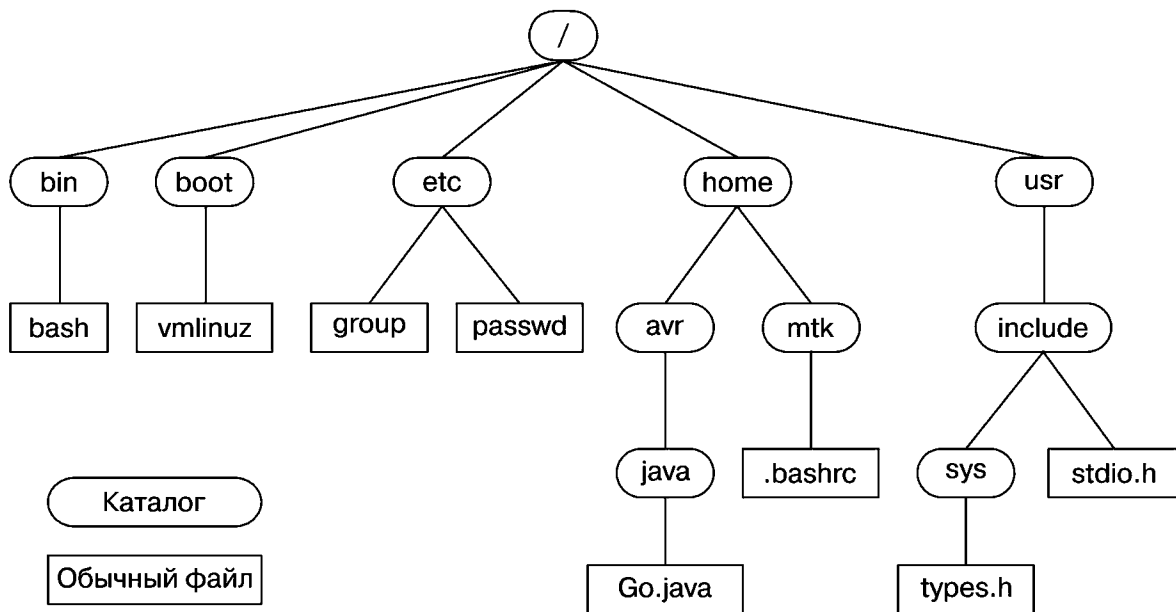 /
bin
boot
etc
home
usr
bash
vmlinuz
group
passwd
avr
mtk
include
java
.bashrc
sys
stdio.h
Каталог
Обычный файл
Go.java
types.h